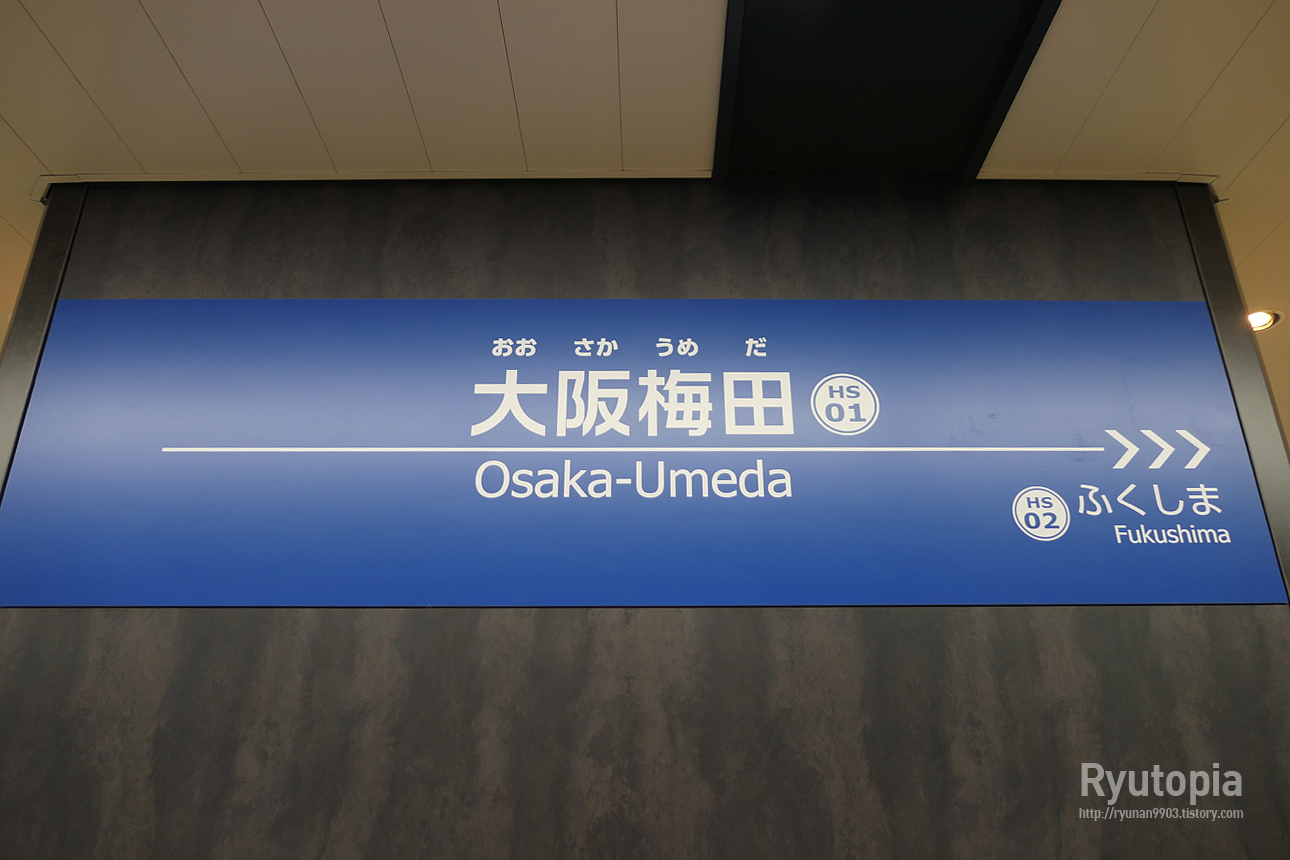 おお さか うめ だ
大阪梅田
HS
01
Osaka-Umeda
HS
02
ふくしま
Fukushima
Ryutopia
http://ryunan9903.tistory.com